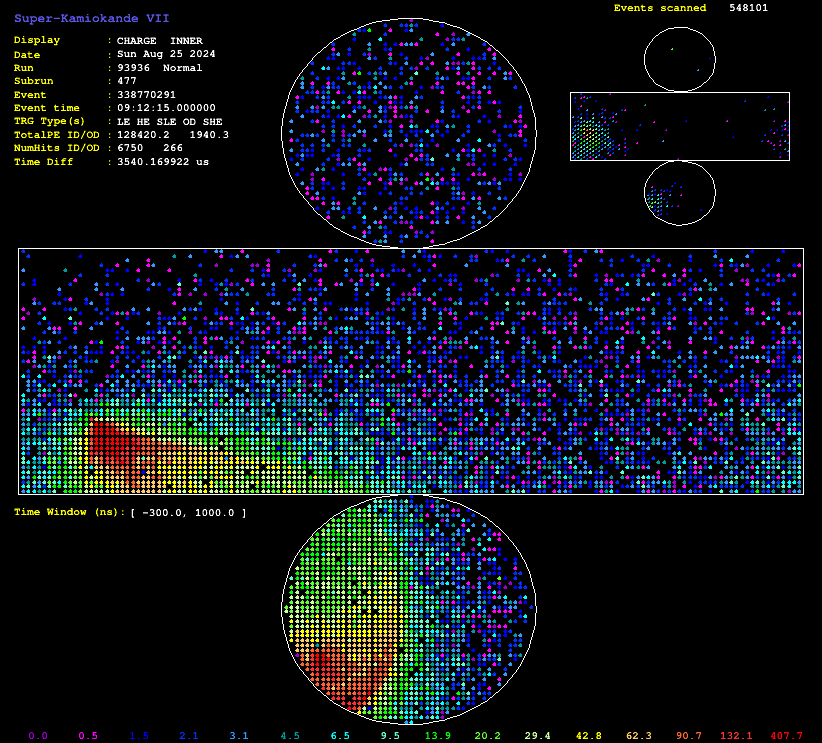 Super-Kamiokande VII
Display : CHARGE INNER
Date : Sun Aug 25 2024
Run : 93936 Normal
Subrun : 477
Event : 338770291
Event time : 09:12:15.000000
TRG Type(s) : LE HE SLE OD SHE
TotalPE ID/OD : 128420.2 1940.3
NumHits ID/OD : 6750 266
Time Diff : 3540.169922 us
Events scanned 548101
Time Window (ns): [ -300.0, 1000.0 ]
0.0 0.5 1.5 2.1 3.1 4.5 6.5 9.5 13.9 20.2 29.4 42.8 62.3 90.7 132.1 407.7